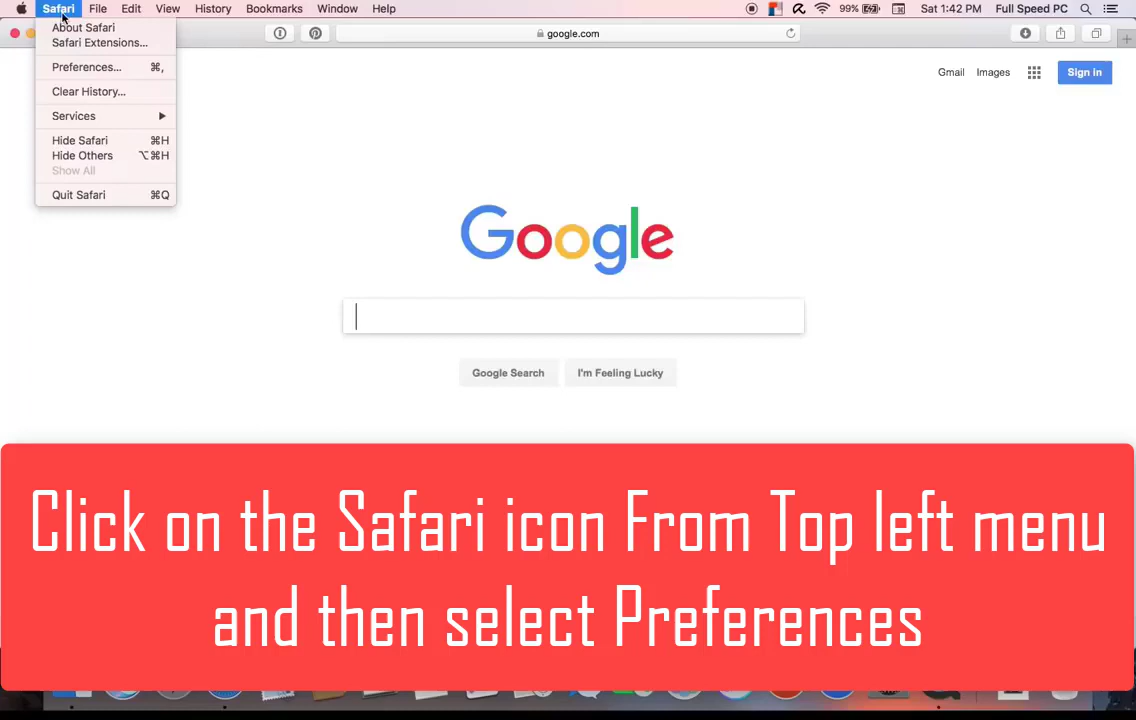 Safari File Edit View History Bookmarks Window Help 99% Sat 1:42 PM Full Speed PC
About Safari
Safari Extensions...
Preferences... ⌘,
Clear History...
Services
Hide Safari ⌘H
Hide Others ⌥⌘H
Show All
Quit Safari ⌘Q
google.com
Gmail Images Sign in
Google
Google Search I'm Feeling Lucky
Click on the Safari icon From Top left menu
and then select Preferences